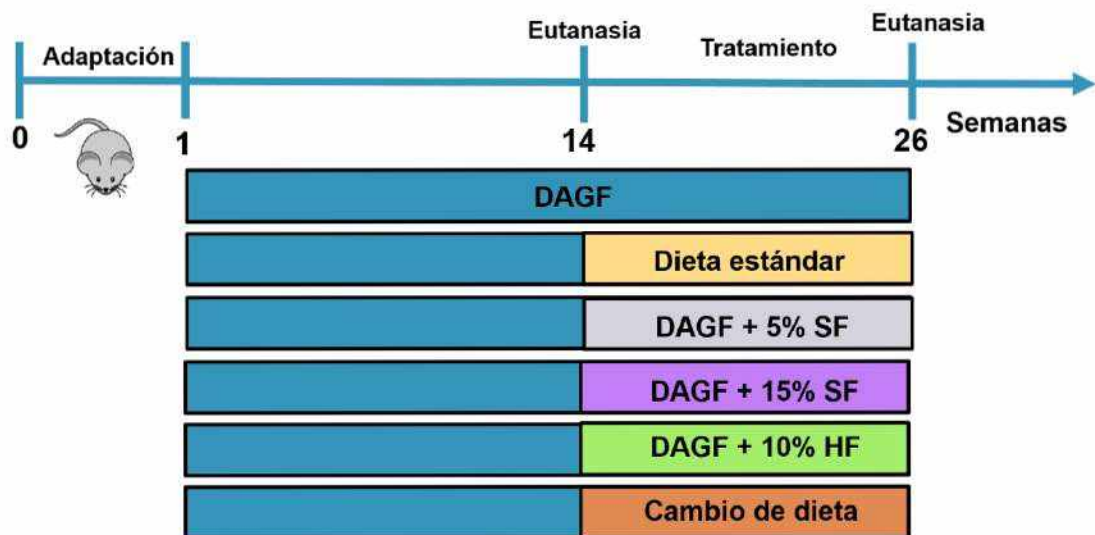 Adaptación
Eutanasia
Tratamiento
Eutanasia
0
1
14
26
Semanas
DAGF
Dieta estándar
DAGF + 5% SF
DAGF + 15% SF
DAGF + 10% HF
Cambio de dieta